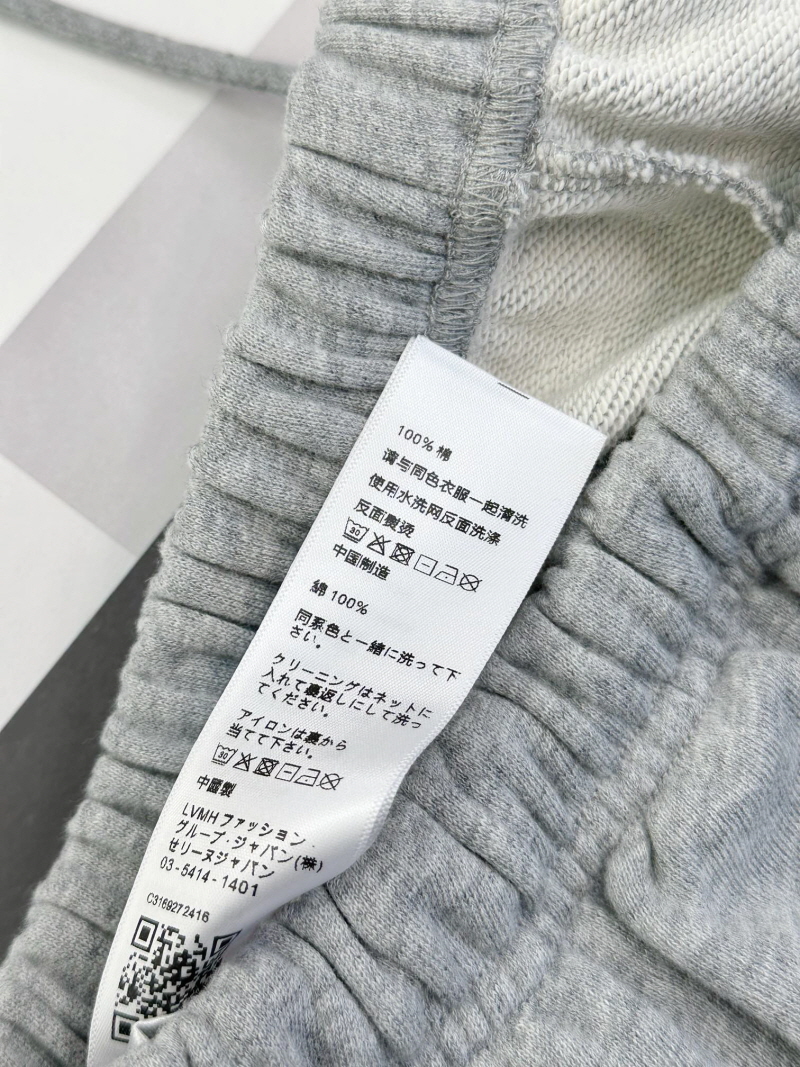 100% 棉
请与同色衣服一起清洗
使用水洗网反面洗涤
反面熨烫
30
中国制造
綿 100%
同系色と一緒に洗って下
さい。
クリーニングはネットに
入れて裏返しにして洗っ
てください。
アイロンは裏から
当てて下さい。
30
中國製
LVMHファッション・
グループ・ジャパン(株)
セリーヌジャパン
03-5414-1401
C3169272416